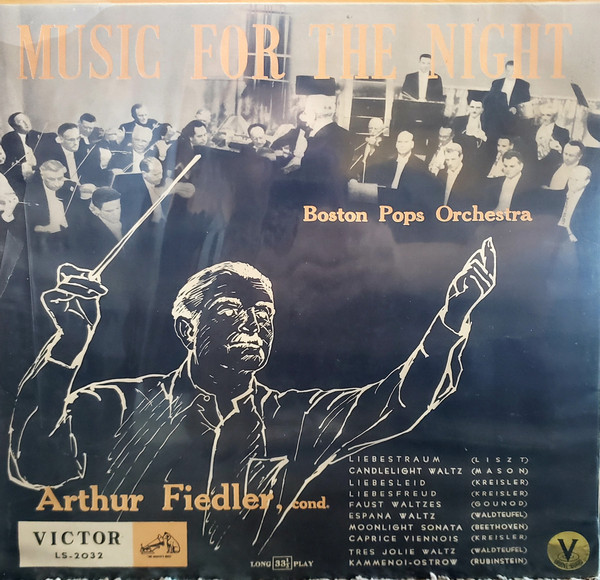 MUSIC FOR THE NIGHT
Boston Pops Orchestra
Arthur Fiedler, cond.
LIEBESTRAUM (LISZT)
CANDLELIGHT WALTZ (MASON)
LIEBESLEID (KREISLER)
LIEBESFREUD (KREISLER)
FAUST WALTZES (GOUNOD)
ESPANA WALTZ (WALDTEUFEL)
MOONLIGHT SONATA (BEETHOVEN)
CAPRICE VIENNOIS (KREISLER)
TRES JOLIE WALTZ (WALDTEUFEL)
KAMMENOI-OSTROW (RUBINSTEIN)
VICTOR
LS-2032
LONG 33⅓ PLAY
V